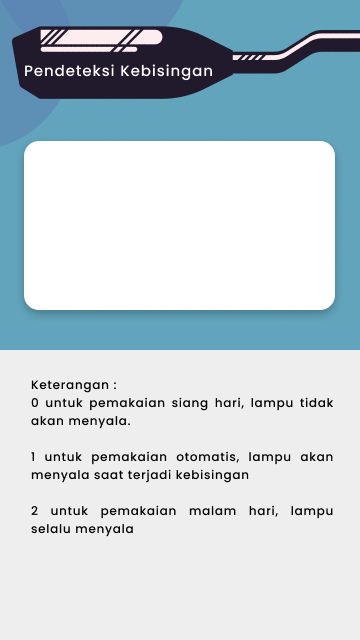 Pendeteksi Kebisingan
Keterangan :
0 untuk pemakaian siang hari, lampu tidak
akan menyala.
1 untuk pemakaian otomatis, lampu akan
menyala saat terjadi kebisingan
2 untuk pemakaian malam hari, lampu
selalu menyala